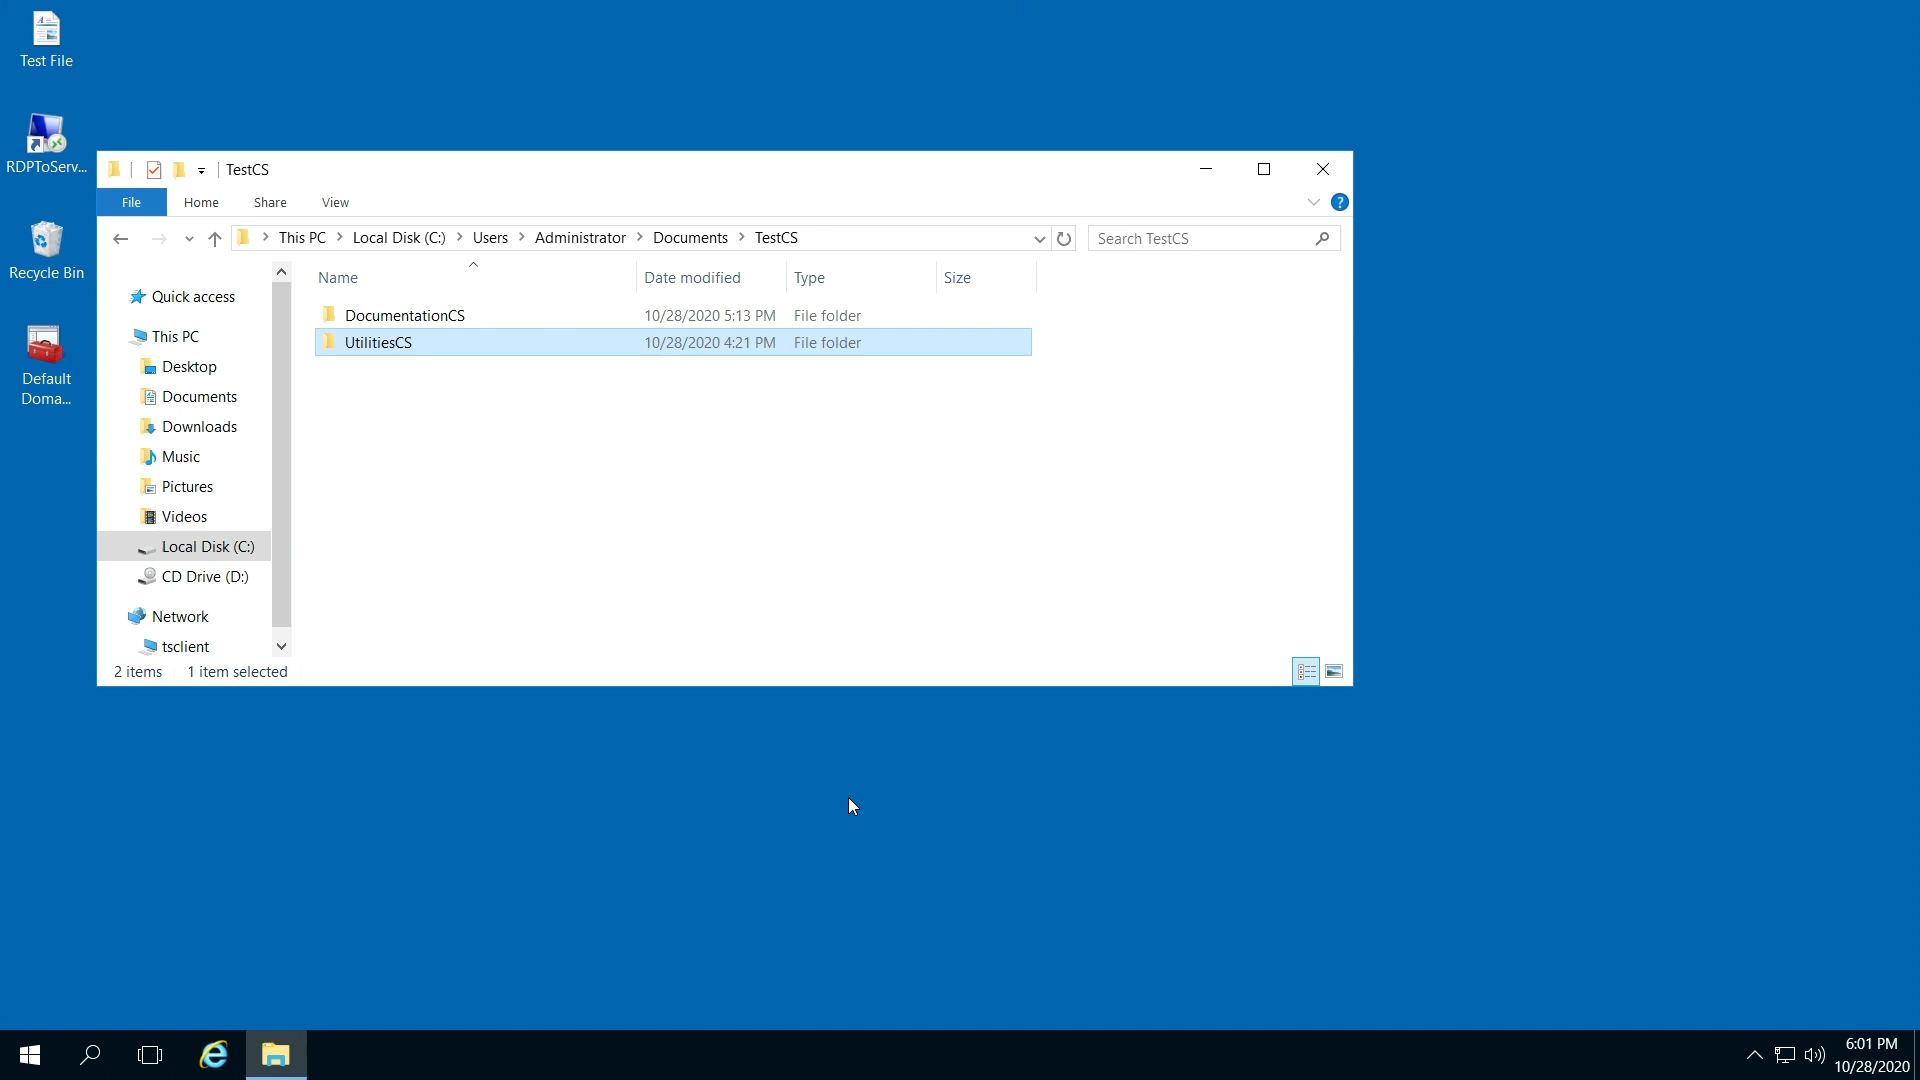 Test File
RDPToServ...
Recycle Bin
Default
Doma...
TestCS
File Home Share View
This PC > Local Disk (C:) > Users > Administrator > Documents > TestCS
Search TestCS
Name Date modified Type Size
DocumentationCS 10/28/2020 5:13 PM File folder
UtilitiesCS 10/28/2020 4:21 PM File folder
Quick access
This PC
Desktop
Documents
Downloads
Music
Pictures
Videos
Local Disk (C:)
CD Drive (D:)
Network
tsclient
2 items 1 item selected
6:01 PM
10/28/2020